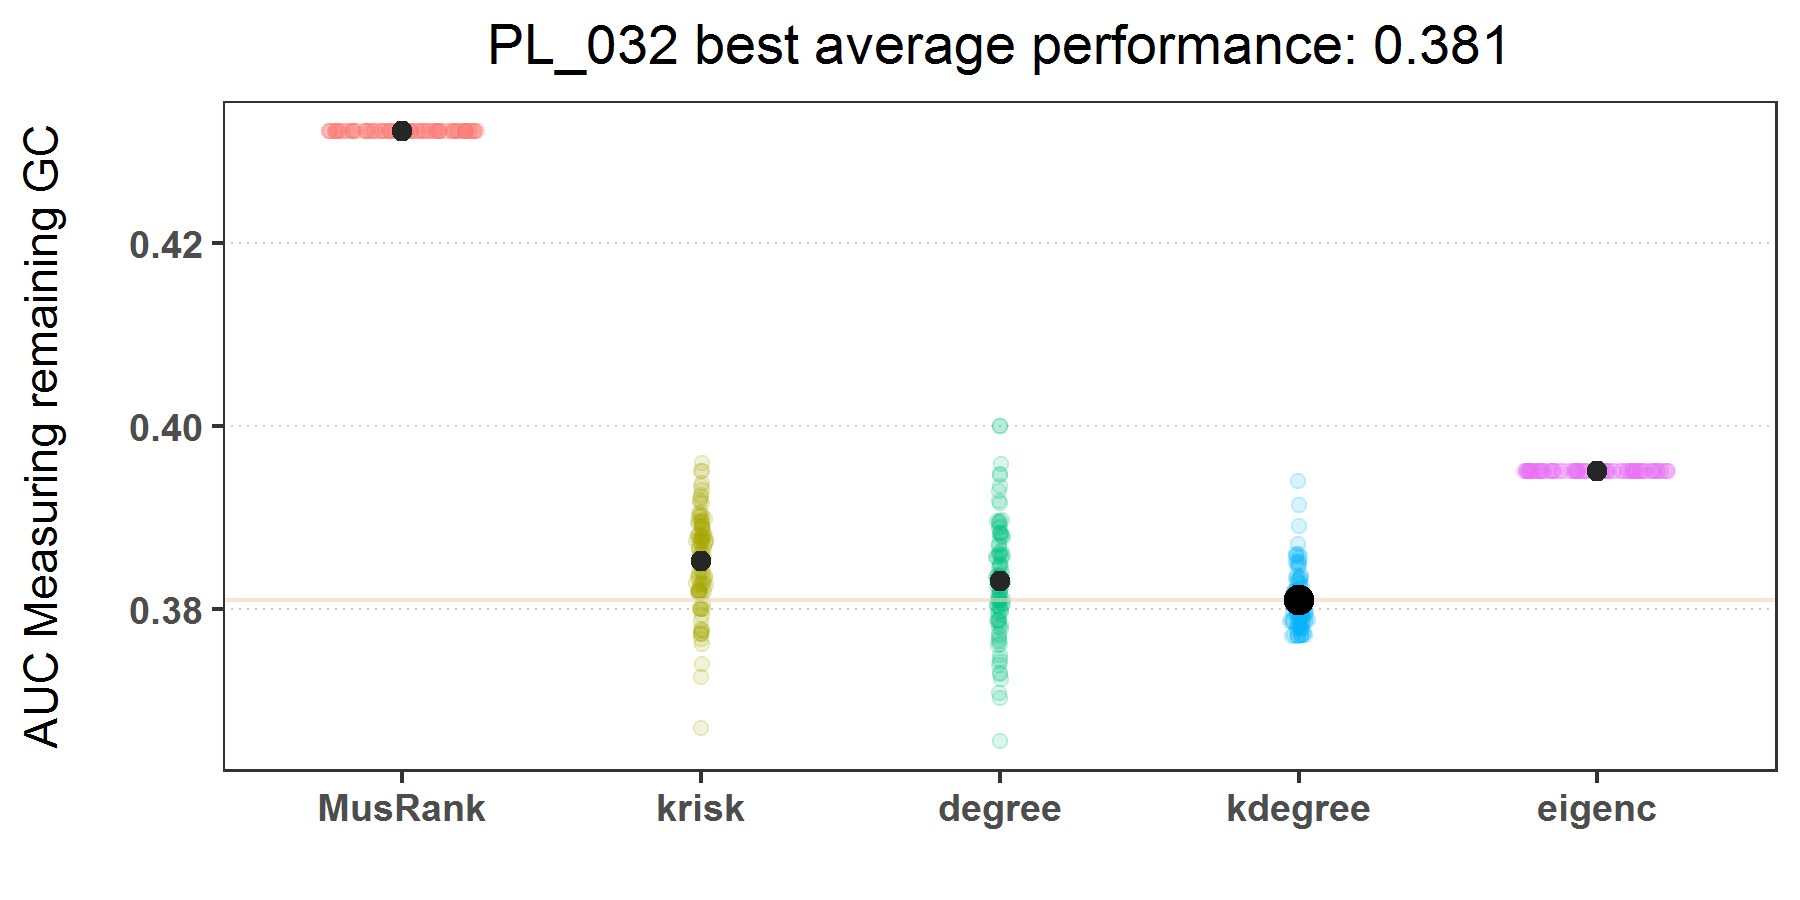 PL_032 best average performance: 0.381
AUC Measuring remaining GC
0.42
0.40
0.38
MusRank krisk degree kdegree eigenc